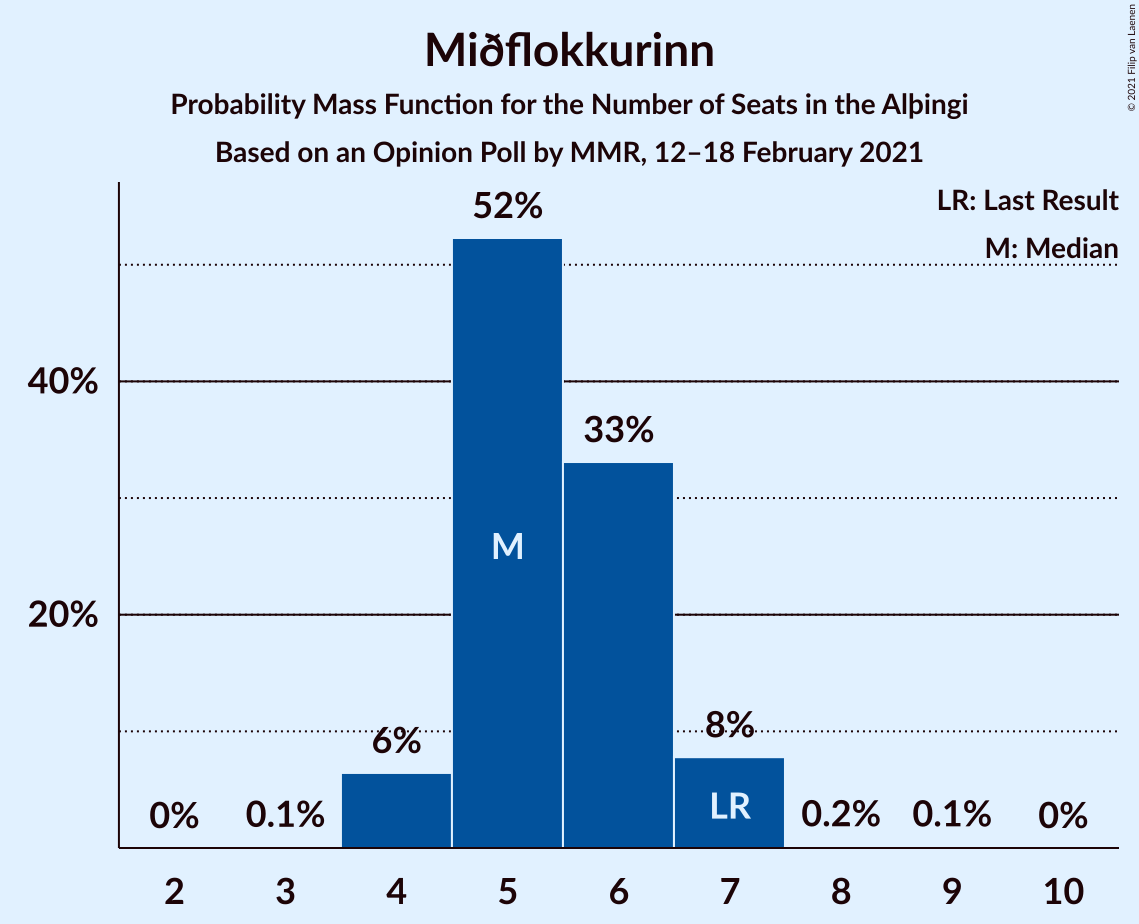 Miðflokkurinn
Probability Mass Function for the Number of Seats in the Alþingi
Based on an Opinion Poll by MMR, 12–18 February 2021
© 2021 Filip van Laenen
LR: Last Result
M: Median
52%
40%
33%
M
20%
6%
8%
LR
0%
0.1%
0.2%
0.1%
0%
2 3 4 5 6 7 8 9 10